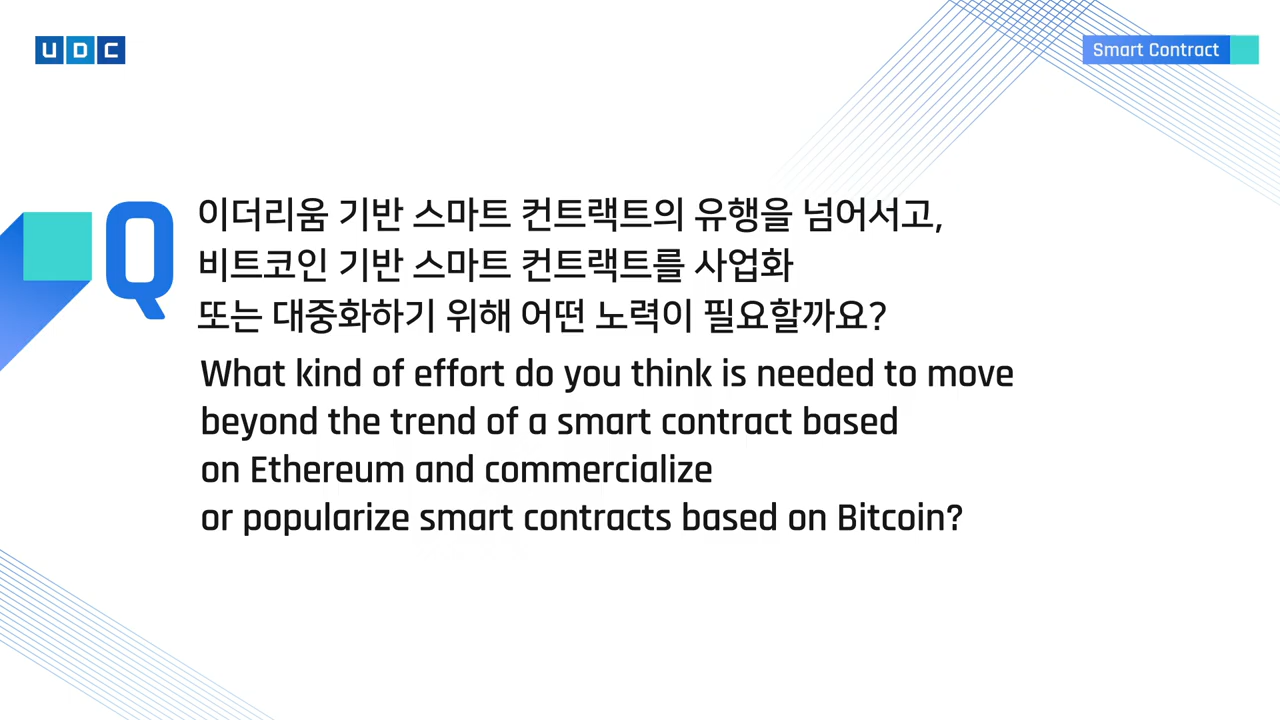 UDC
Smart Contract
Q
이더리움 기반 스마트 컨트랙트의 유행을 넘어서고,
비트코인 기반 스마트 컨트랙트를 사업화
또는 대중화하기 위해 어떤 노력이 필요할까요?
What kind of effort do you think is needed to move
beyond the trend of a smart contract based
on Ethereum and commercialize
or popularize smart contracts based on Bitcoin?